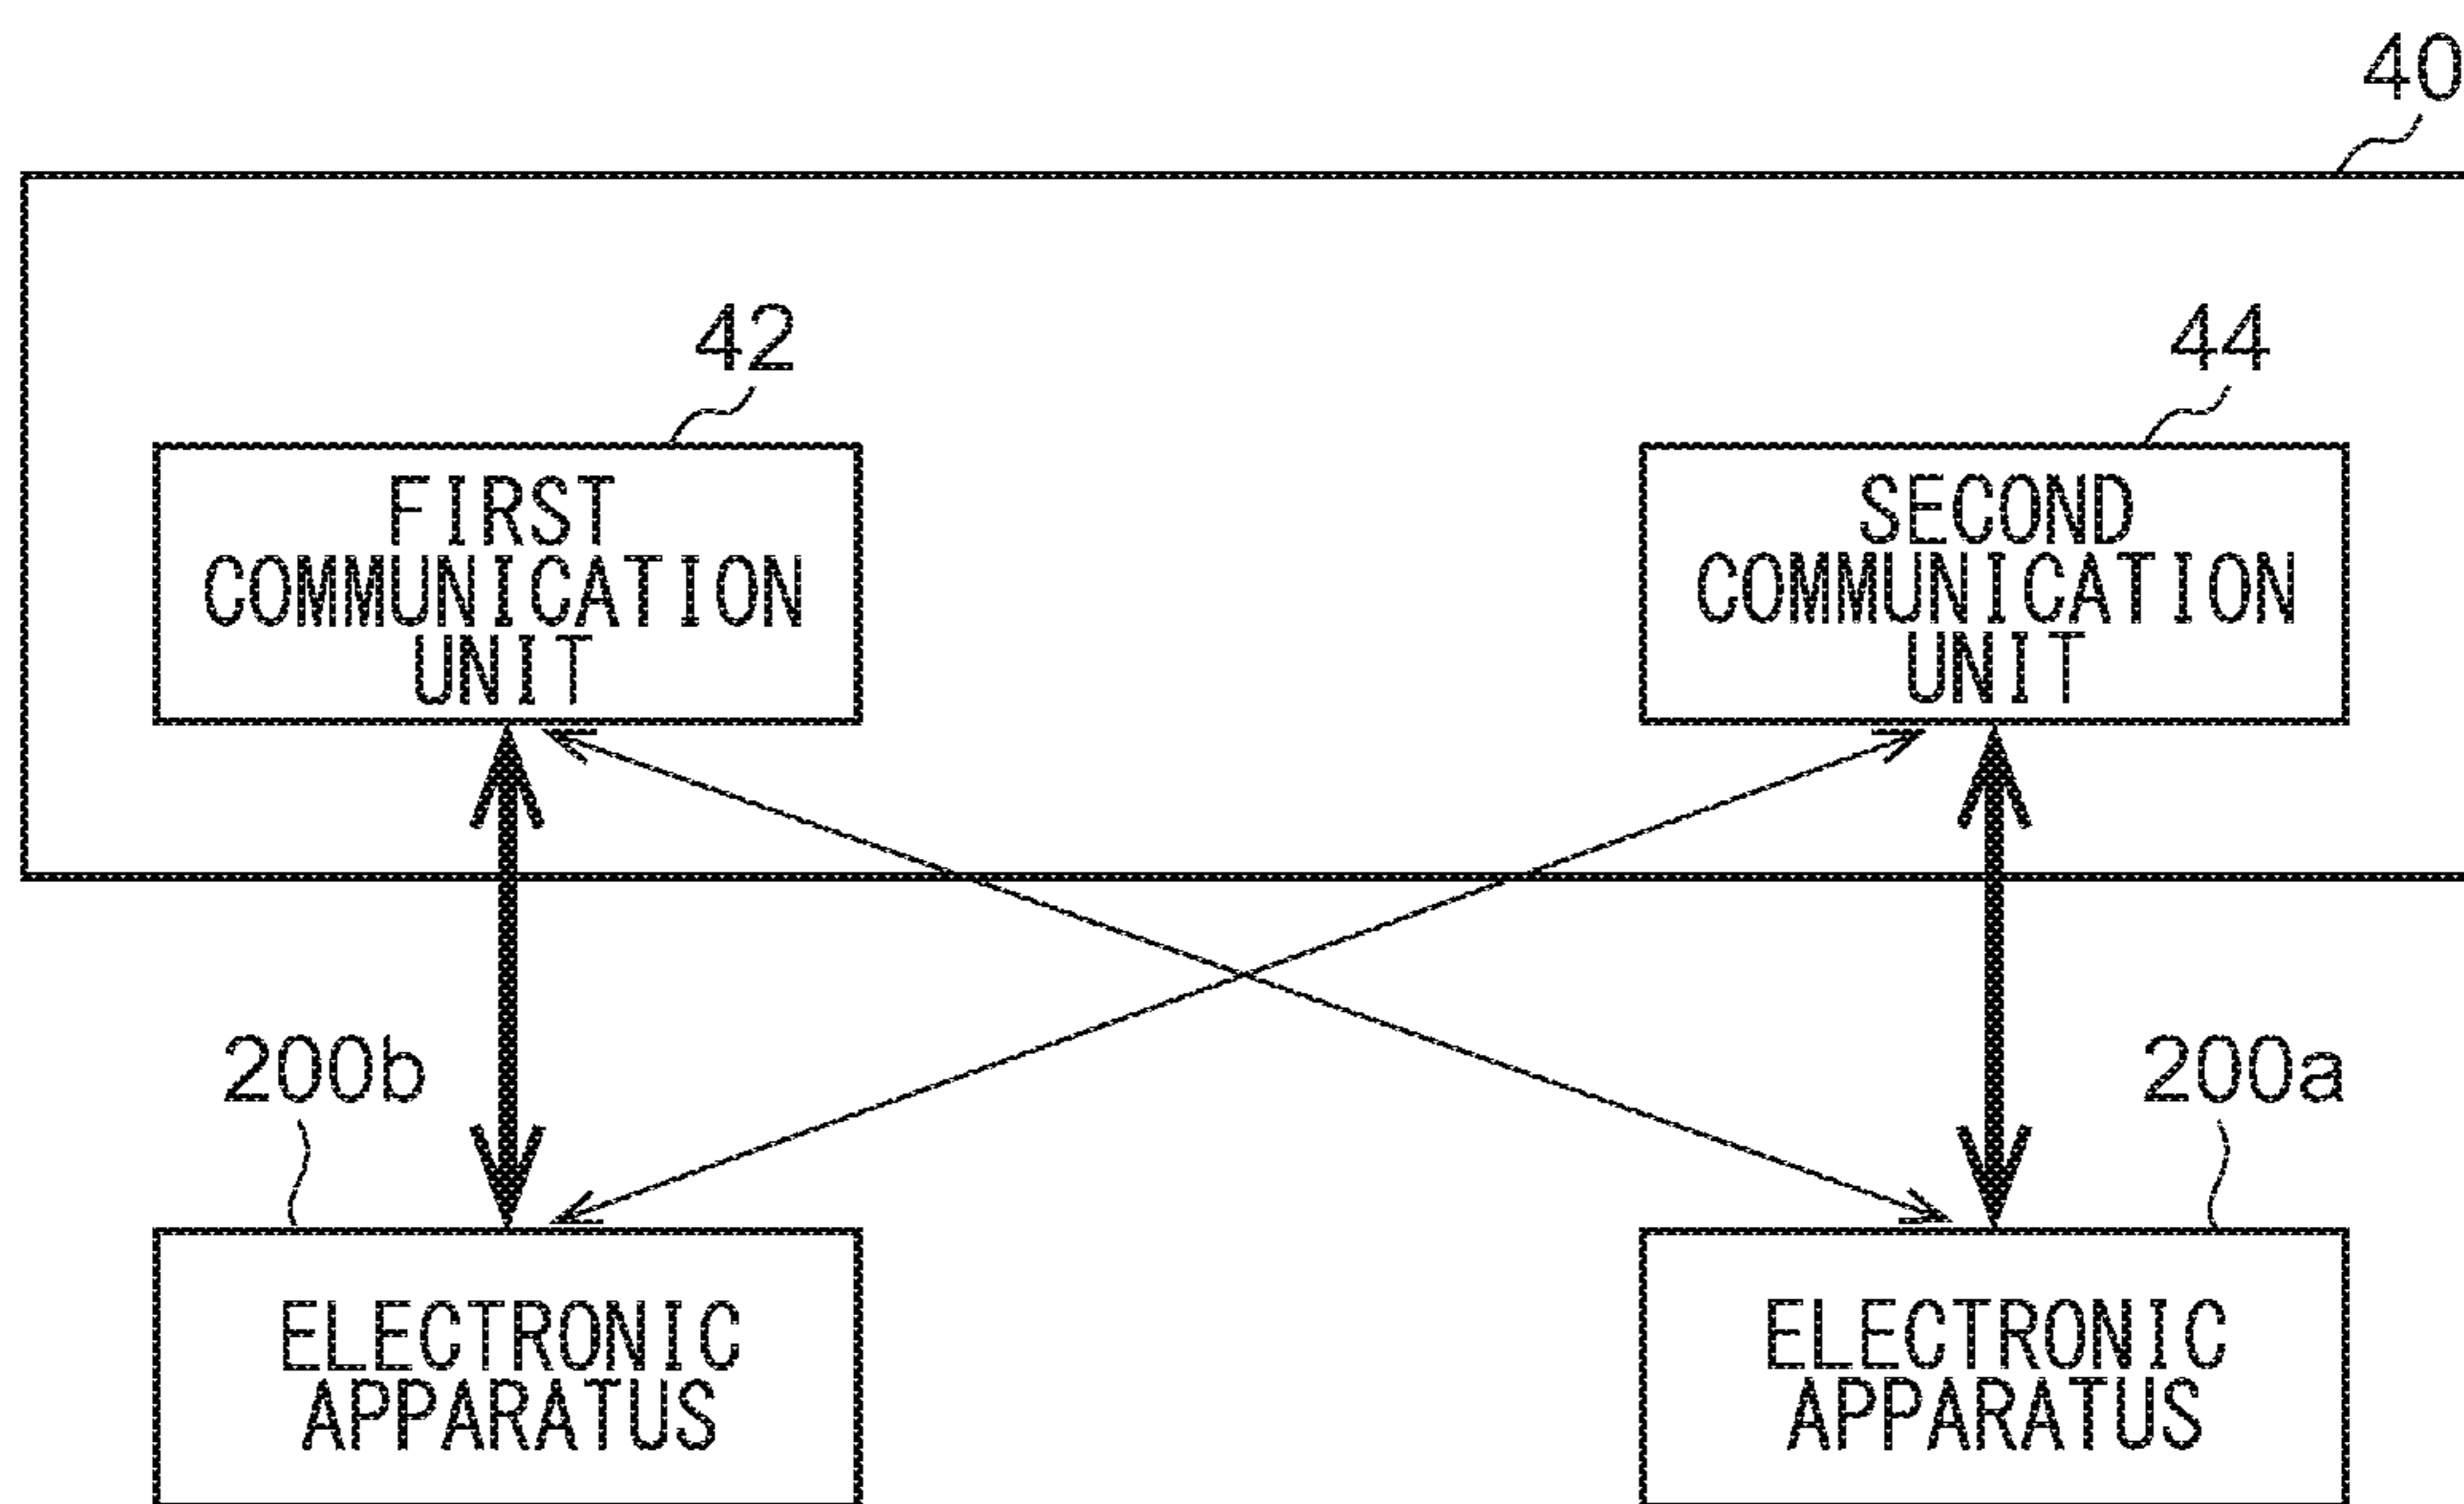 40
42
44
FIRST
COMMUNICATION
UNIT
SECOND
COMMUNICATION
UNIT
200b
200a
ELECTRONIC
APPARATUS
ELECTRONIC
APPARATUS